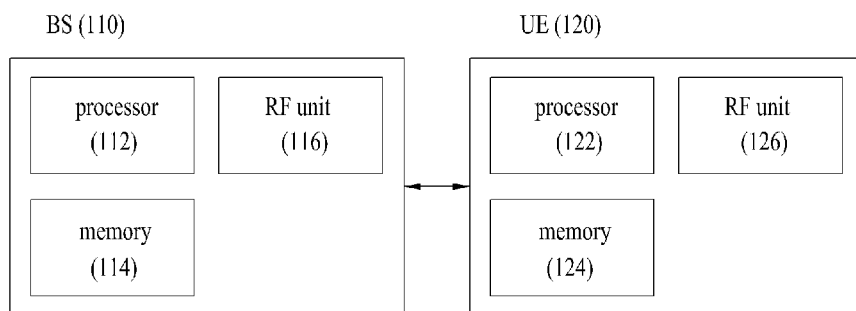 BS (110)
UE (120)
processor
(112)
RF unit
(116)
processor
(122)
RF unit
(126)
memory
(114)
memory
(124)